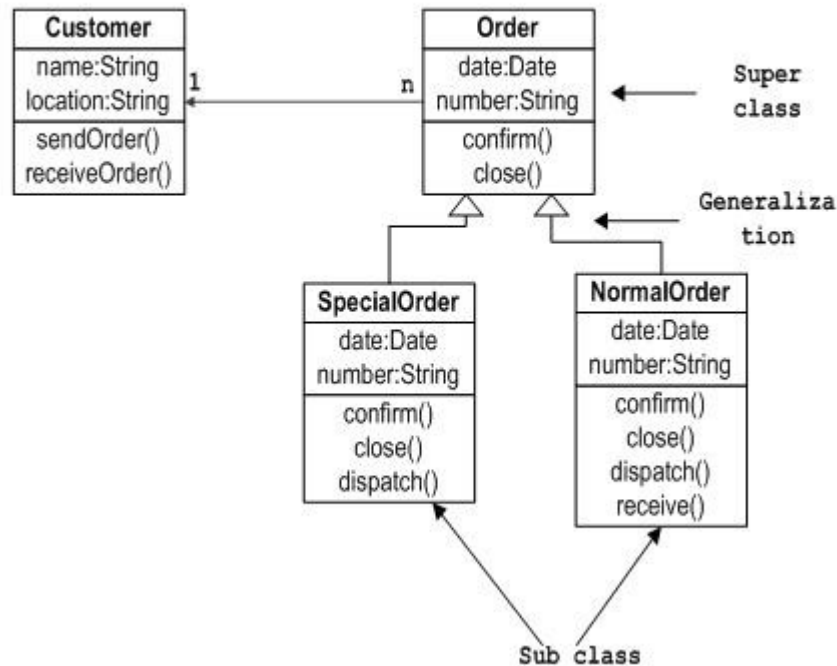 Customer
name:String
location:String
sendOrder()
receiveOrder()
1
n
Order
date:Date
number:String
confirm()
close()
Super
class
Generaliza
tion
SpecialOrder
date:Date
number:String
confirm()
close()
dispatch()
NormalOrder
date:Date
number:String
confirm()
close()
dispatch()
receive()
Sub class